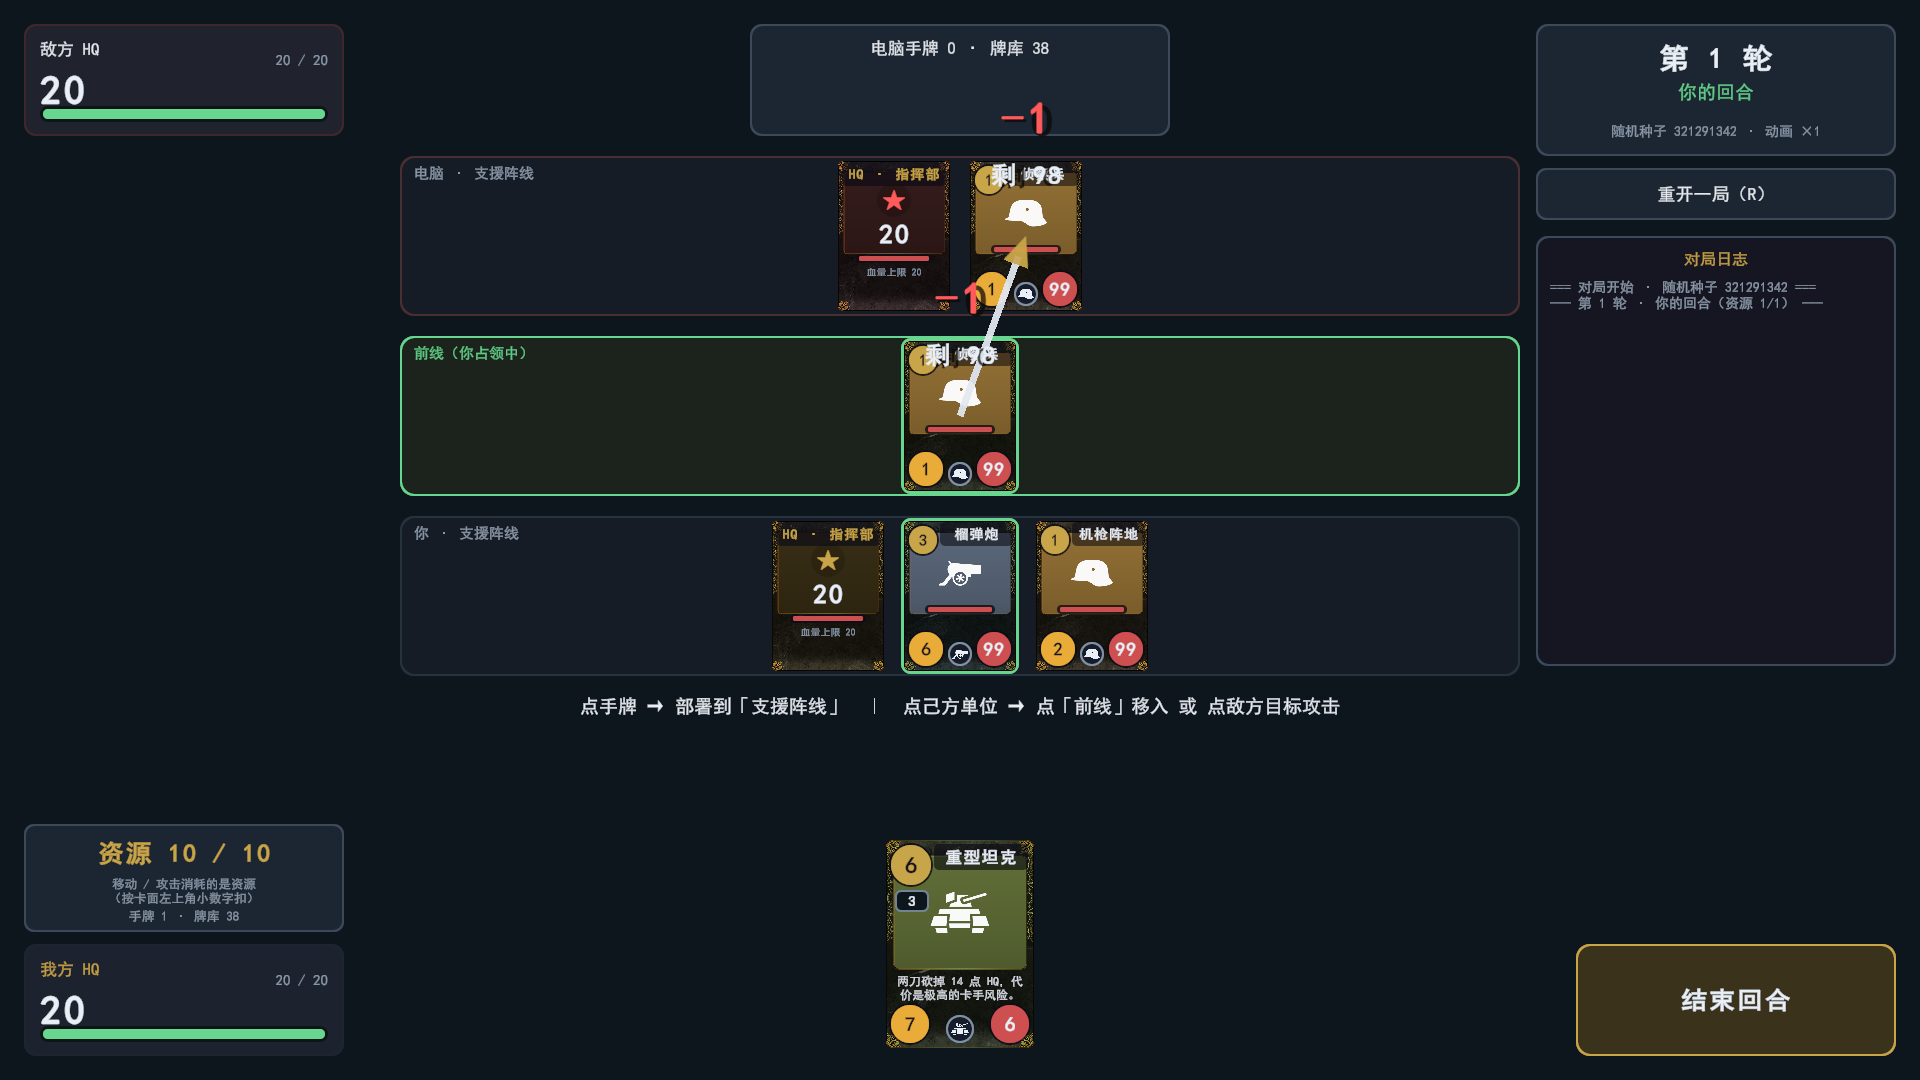 敌方 HQ
20 / 20
20
电脑手牌 0 · 牌库 38
第 1 轮
你的回合
随机种子 321291342 · 动画 ×1
重开一局（R）
对局日志
═══ 对局开始 · 随机种子 321291342 ═══
── 第 1 轮 · 你的回合（资源 1/1） ──
电脑 · 支援阵线
HQ · 指挥部
20
血量上限 20
−1
1
剩 98
1
99
前线（你占领中）
−1
1
剩 98
1
99
你 · 支援阵线
HQ · 指挥部
20
血量上限 20
3
榴弹炮
6
99
1
机枪阵地
2
99
点手牌 → 部署到「支援阵线」 | 点己方单位 → 点「前线」移入 或 点敌方目标攻击
资源 10 / 10
移动 / 攻击消耗的是资源
（按卡面左上角小数字扣）
手牌 1 · 牌库 38
我方 HQ
20 / 20
20
6
重型坦克
3
两刀砍掉 14 点 HQ，代
价是极高的卡手风险。
7
6
结束回合